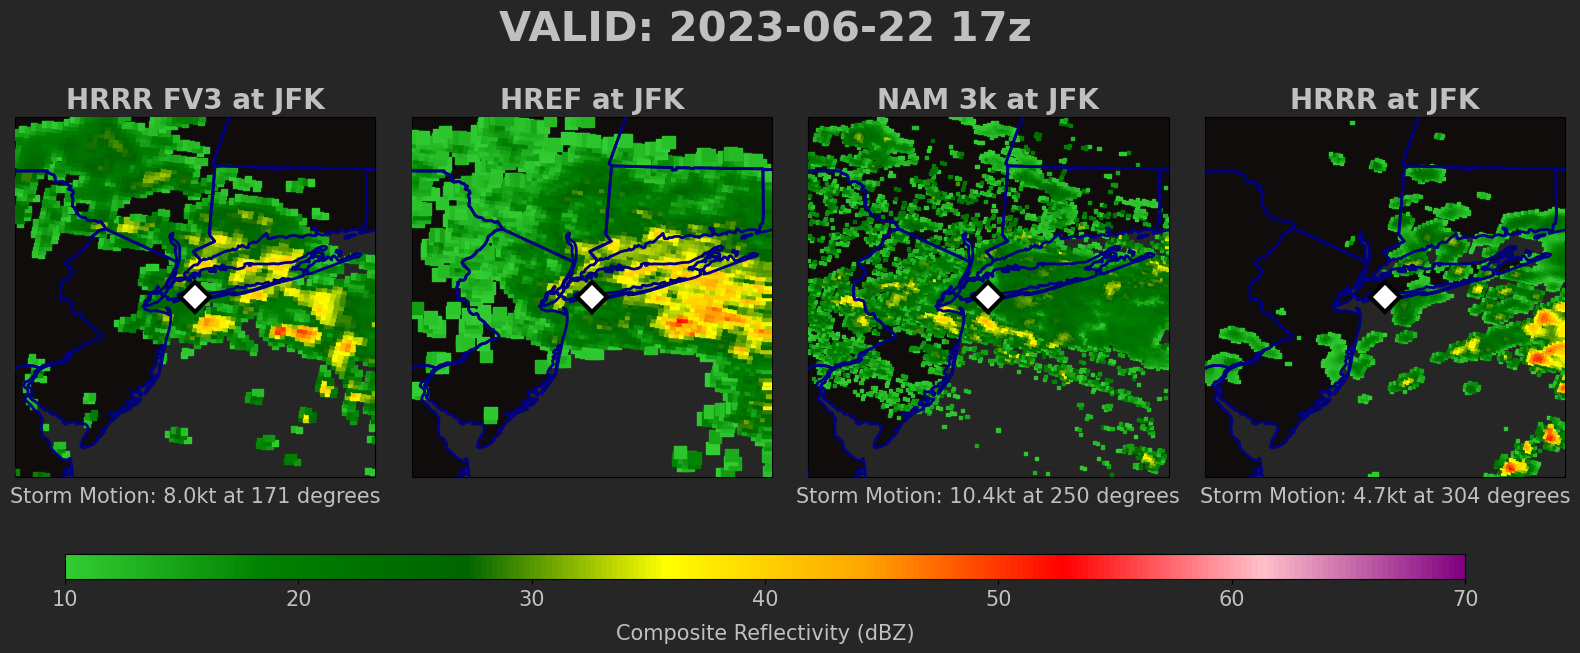 VALID: 2023-06-22 17z
HRRR FV3 at JFK
HREF at JFK
NAM 3k at JFK
HRRR at JFK
Storm Motion: 8.0kt at 171 degrees
Storm Motion: 10.4kt at 250 degrees
Storm Motion: 4.7kt at 304 degrees
10 20 30 40 50 60 70
Composite Reflectivity (dBZ)